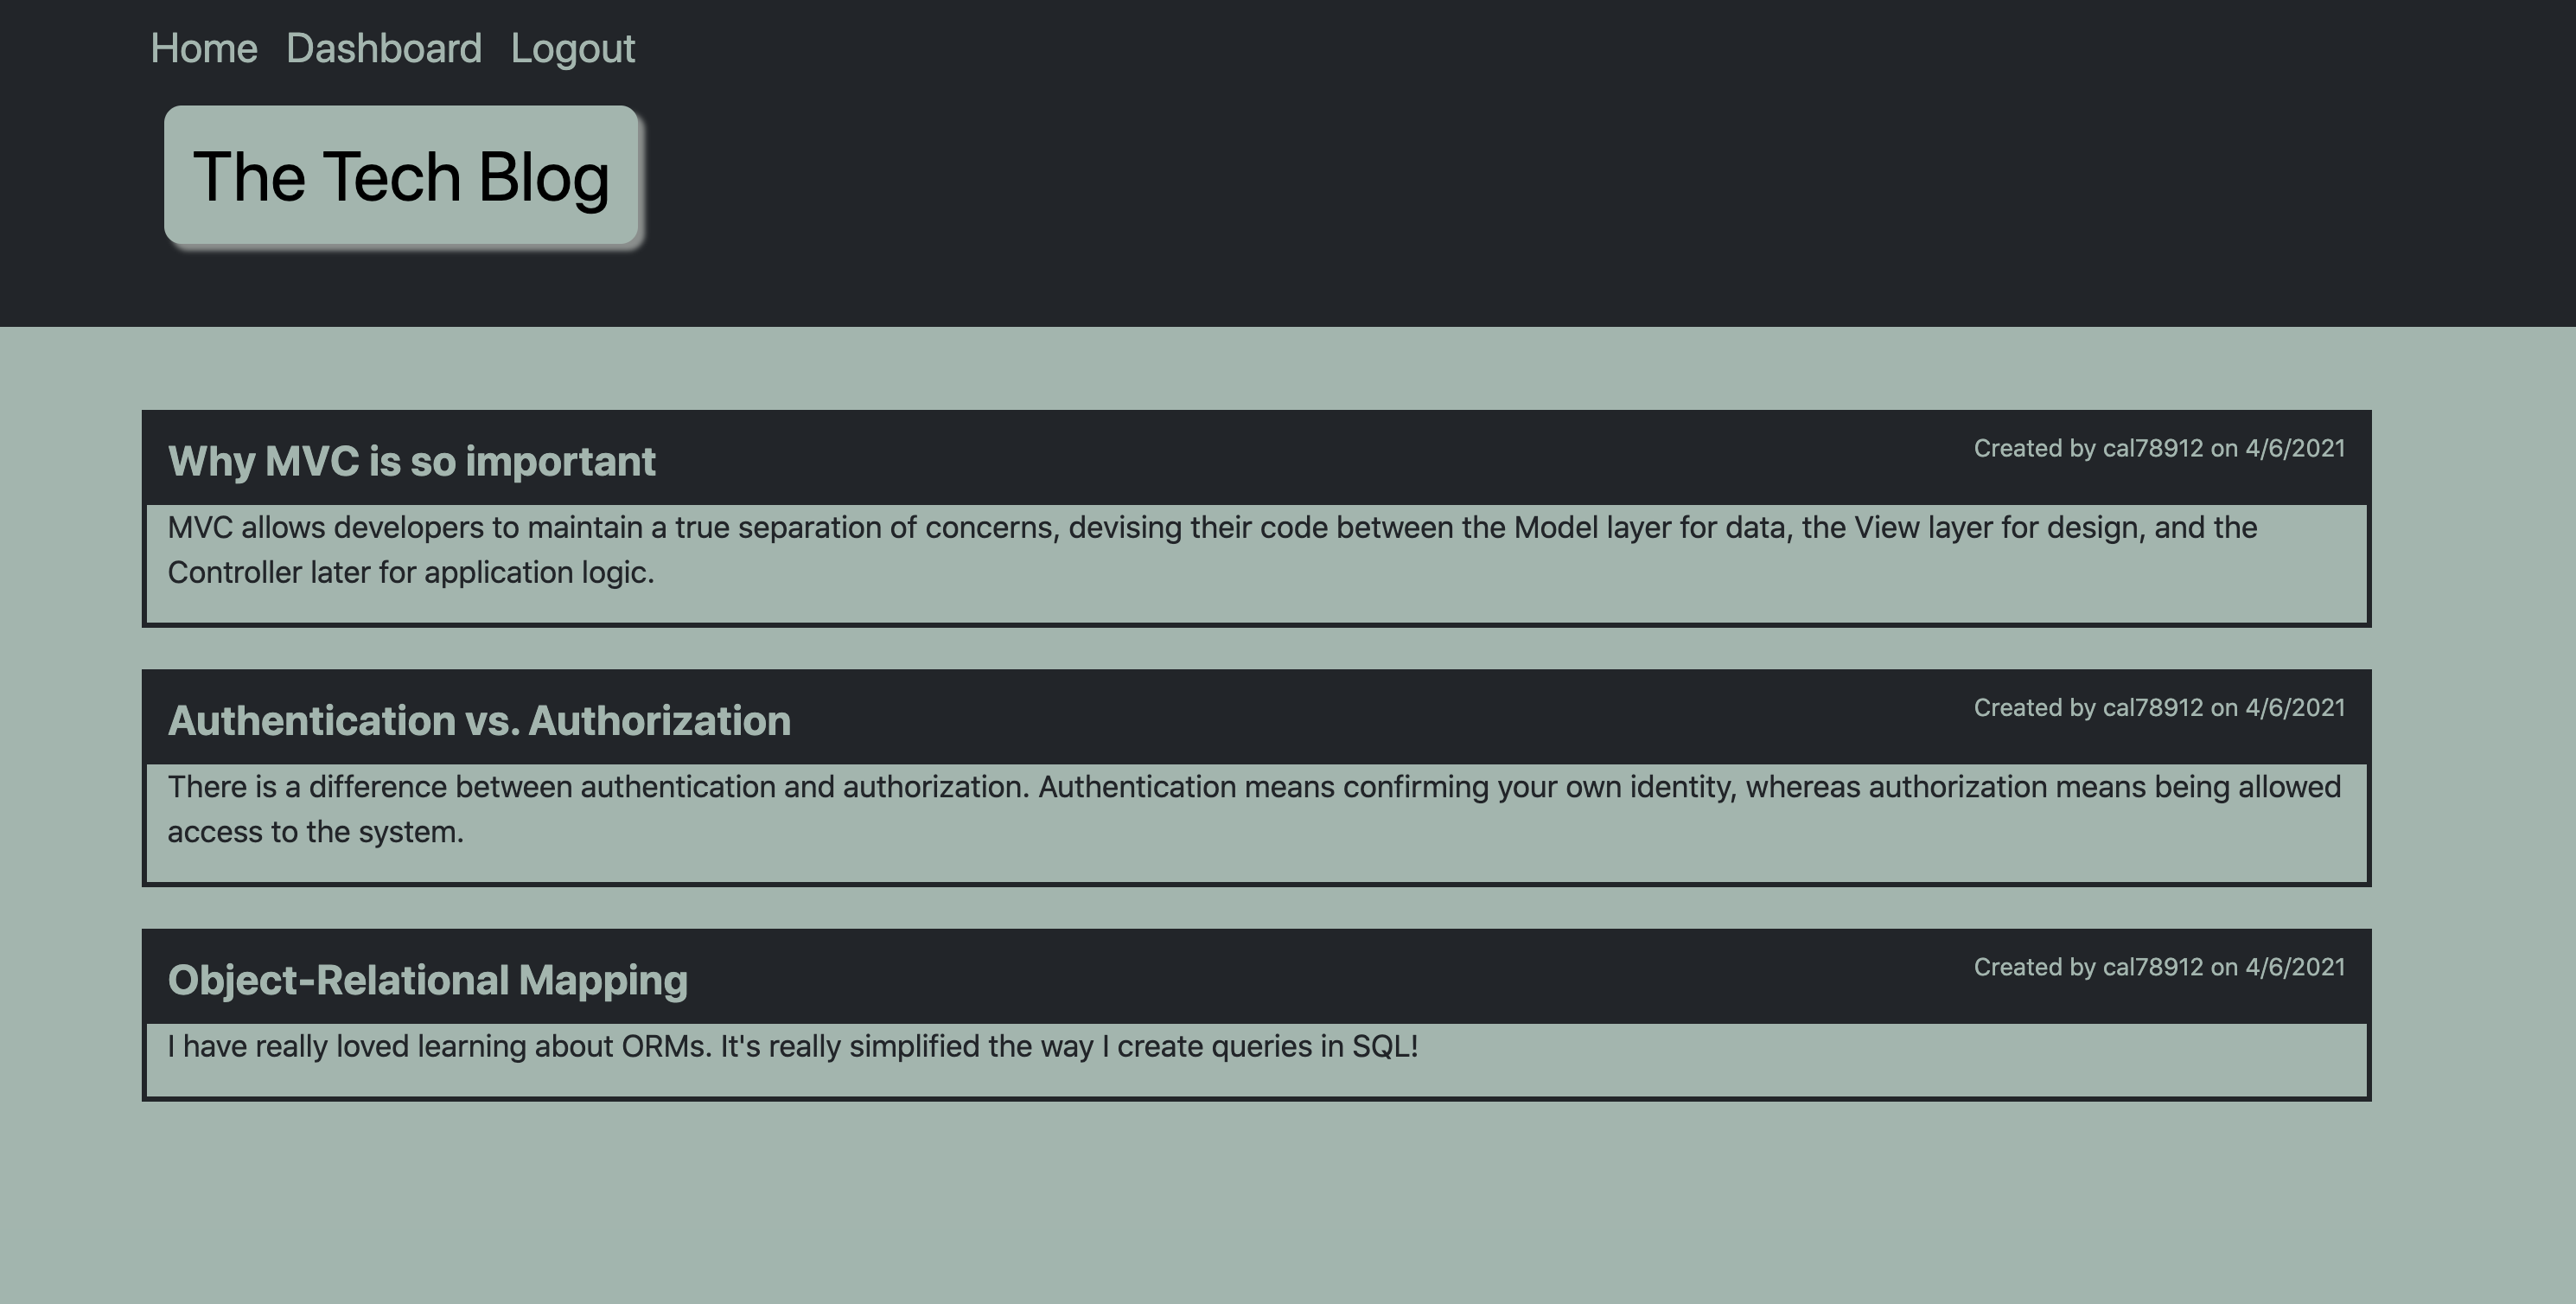 Home Dashboard Logout
The Tech Blog
Why MVC is so important
Created by cal78912 on 4/6/2021
MVC allows developers to maintain a true separation of concerns, devising their code between the Model layer for data, the View layer for design, and the
Controller later for application logic.
Authentication vs. Authorization
Created by cal78912 on 4/6/2021
There is a difference between authentication and authorization. Authentication means confirming your own identity, whereas authorization means being allowed
access to the system.
Object-Relational Mapping
Created by cal78912 on 4/6/2021
I have really loved learning about ORMs. It's really simplified the way I create queries in SQL!